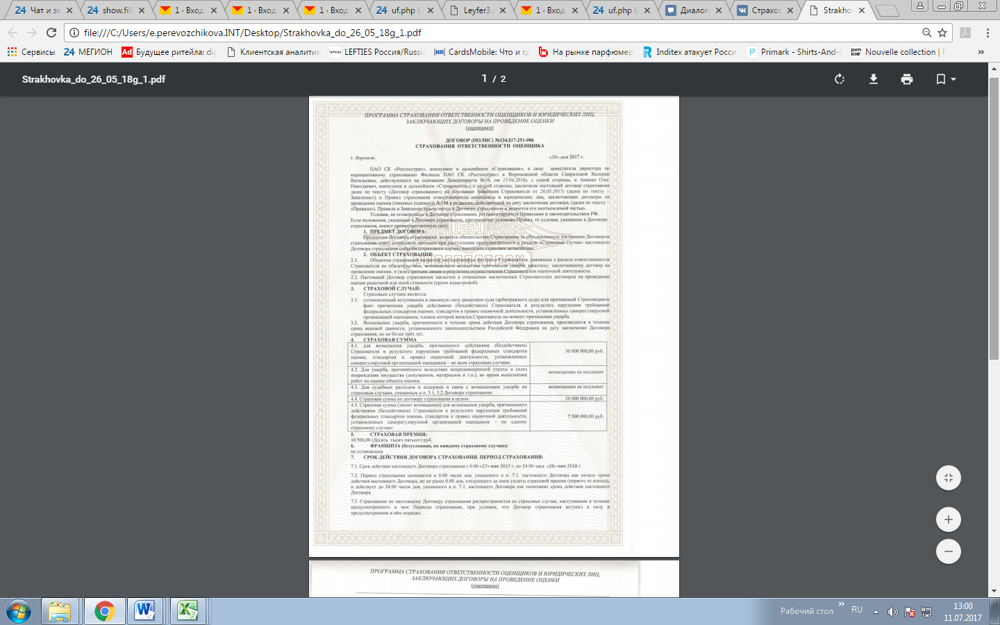 24 Чат и зв
24 show.file
1 · Вход
1 · Вход
1 · Вход
24 uf.php (
Leyfer3.
1 · Вход
24 uf.php (
Диалог
Страхов
Strakho
file:///C:/Users/e.perevozchikova.INT/Desktop/Strakhovka_do_26_05_18g_1.pdf
Сервисы
24 МЕГИОН
Ad Будущее ритейла: dig
Клиентская аналитик
lefties LEFTIES Россия/Russia
NR CardsMobile: Что и гд
b На рынке парфюмер
Inditex атакует Росси
P Primark - Shirts-And-S
pimkie Nouvelle collection | P
»
Strakhovka_do_26_05_18g_1.pdf
1 / 2
ПРОГРАММА СТРАХОВАНИЯ ОТВЕТСТВЕННОСТИ ОЦЕНЩИКОВ И ЮРИДИЧЕСКИХ ЛИЦ,
ЗАКЛЮЧАЮЩИХ ДОГОВОРЫ НА ПРОВЕДЕНИЕ ОЦЕНКИ
(оценщики)
ДОГОВОР (ПОЛИС) №134Д17-251-006
СТРАХОВАНИЯ ОТВЕТСТВЕННОСТИ ОЦЕНЩИКА
г. Воронеж.
«26» мая 2017 г.
ПАО СК «Росгосстрах», именуемое в дальнейшем «Страховщик», в лице заместителя директора по
корпоративному страхованию Филиала ПАО СК «Росгосстрах» в Воронежской области Свиридовой Валерии
Витальевны, действующего на основании Доверенности №16, от 15.04.2016г, с одной стороны, и Аникин Олег
Николаевич, именуемое в дальнейшем «Страхователь», с другой стороны, заключили настоящий договор страхования
далее по тексту «Договор страхования») на основании Заявления Страхователя от 26.05.2017г (далее по тексту –
Заявление») и Правил страхования ответственности оценщиков и юридических лиц, заключающих договоры на
проведение оценки (типовых (единых)) №134 в редакции, действующей на дату заключения договора, (далее по тексту –
«Правила»). Правила и Заявление прилагаются к Договору страхования и являются его неотъемлемой частью.
Условия, не оговоренные в Договоре страхования, регламентируются Правилами и законодательством РФ.
Если положения, указанные в Договоре страхования, противоречат условиям Правил, то условия, указанные в Договоре
страхования, имеют преимущественную силу.
1. ПРЕДМЕТ ДОГОВОРА:
Предметом Договора страхования является обязательство Страховщика за обусловленную настоящим Договором
страхования плату (страховую премию) при наступлении предусмотренного в разделе «Страховые случаи» настоящего
Договора страхования события (страхового случая) выплатить страховое возмещение.
2. ОБЪЕКТ СТРАХОВАНИЯ:
2.1. Объектом страхования являются имущественные интересы Страхователя, связанные с риском ответственности
Страхователя по обязательствам, возникающим вследствие причинения ущерба заказчику, заключившему договор на
проведение оценки, и (или) третьим лицам в результате осуществления Страхователем оценочной деятельности.
2.2. Настоящий Договор страхования заключен в отношении заключаемых Страхователем договоров на проведение
оценки рыночной или иной стоимости (кроме кадастровой).
3. СТРАХОВОЙ СЛУЧАЙ:
Страховым случаем является:
3.1. установленный вступившим в законную силу решением суда (арбитражного суда) или признанный Страховщиком
факт причинения ущерба действиями (бездействием) Страхователя в результате нарушения требований
федеральных стандартов оценки, стандартов и правил оценочной деятельности, установленных саморегулируемой
организацией оценщиков, членом которой являлся Страхователь на момент причинения ущерба.
3.2. Возмещение ущерба, причиненного в течение срока действия Договора страхования, производится в течение
срока исковой давности, установленного законодательством Российской Федерации на дату заключения Договора
страхования, но не более трёх лет.
4. СТРАХОВАЯ СУММА
4.1. для возмещения ущерба, причиненного действиями (бездействием)
Страхователя в результате нарушения требований федеральных стандартов
оценки, стандартов и правил оценочной деятельности, установленных
саморегулируемой организацией оценщиков – по всем страховым случаям:
30 000 000,00 руб.
4.2. Для ущерба, причинённого вследствие непреднамеренной утраты и (или)
повреждения имущества (документов, материалов и т.п.), во время выполнения
работ по оценке объекта оценки:
возмещению не подлежит
4.3. Для судебных расходов и издержек в связи с возмещением ущерба по
страховым случаям, указанным в п. 3.1, 3.2 Договора страхования:
возмещению не подлежит
4.4. Страховая сумма по договору страхования в целом:
30 000 000,00 руб.
4.5. Страховая сумма (лимит возмещения) для возмещения ущерба, причиненного
действиями (бездействием) Страхователя в результате нарушения требований
федеральных стандартов оценки, стандартов и правил оценочной деятельности,
установленных саморегулируемой организацией оценщиков – по одному
страховому случаю:
7 500 000,00 руб.
5. СТРАХОВАЯ ПРЕМИЯ:
10 500,00 (Десять тысяч пятьсот) руб.
6. ФРАНШИЗА (безусловная, по каждому страховому случаю):
не установлена
7. СРОК ДЕЙСТВИЯ ДОГОВОРА СТРАХОВАНИЯ. ПЕРИОД СТРАХОВАНИЯ:
7.1. Срок действия настоящего Договора страхования с 0.00 «27» мая 2017 г. по 24.00 часа «26» мая 2018 г.
7.2. Период страхования начинается в 0.00 часов дня, указанного в п. 7.1. настоящего Договора как начало срока
действия настоящего Договора, но не ранее 0.00 дня, следующего за днем уплаты страховой премии (первого ее взноса),
и действует до 24.00 часов дня, указанного в п. 7.1. настоящего Договора как окончание срока действия настоящего
Договора.
7.3. Страхование по настоящему Договору страхования распространяется на страховые случаи, наступившие в течение
предусмотренного в нем Периода страхования, при условии, что Договор страхования вступил в силу в
предусмотренном в нём порядке.
1921
РОСГОССТРАХ
ПРОГРАММА СТРАХОВАНИЯ ОТВЕТСТВЕННОСТИ ОЦЕНЩИКОВ И ЮРИДИЧЕСКИХ ЛИЦ,
ЗАКЛЮЧАЮЩИХ ДОГОВОРЫ НА ПРОВЕДЕНИЕ ОЦЕНКИ
(оценщики)
Рабочий стол
»
RU
13:00
11.07.2017